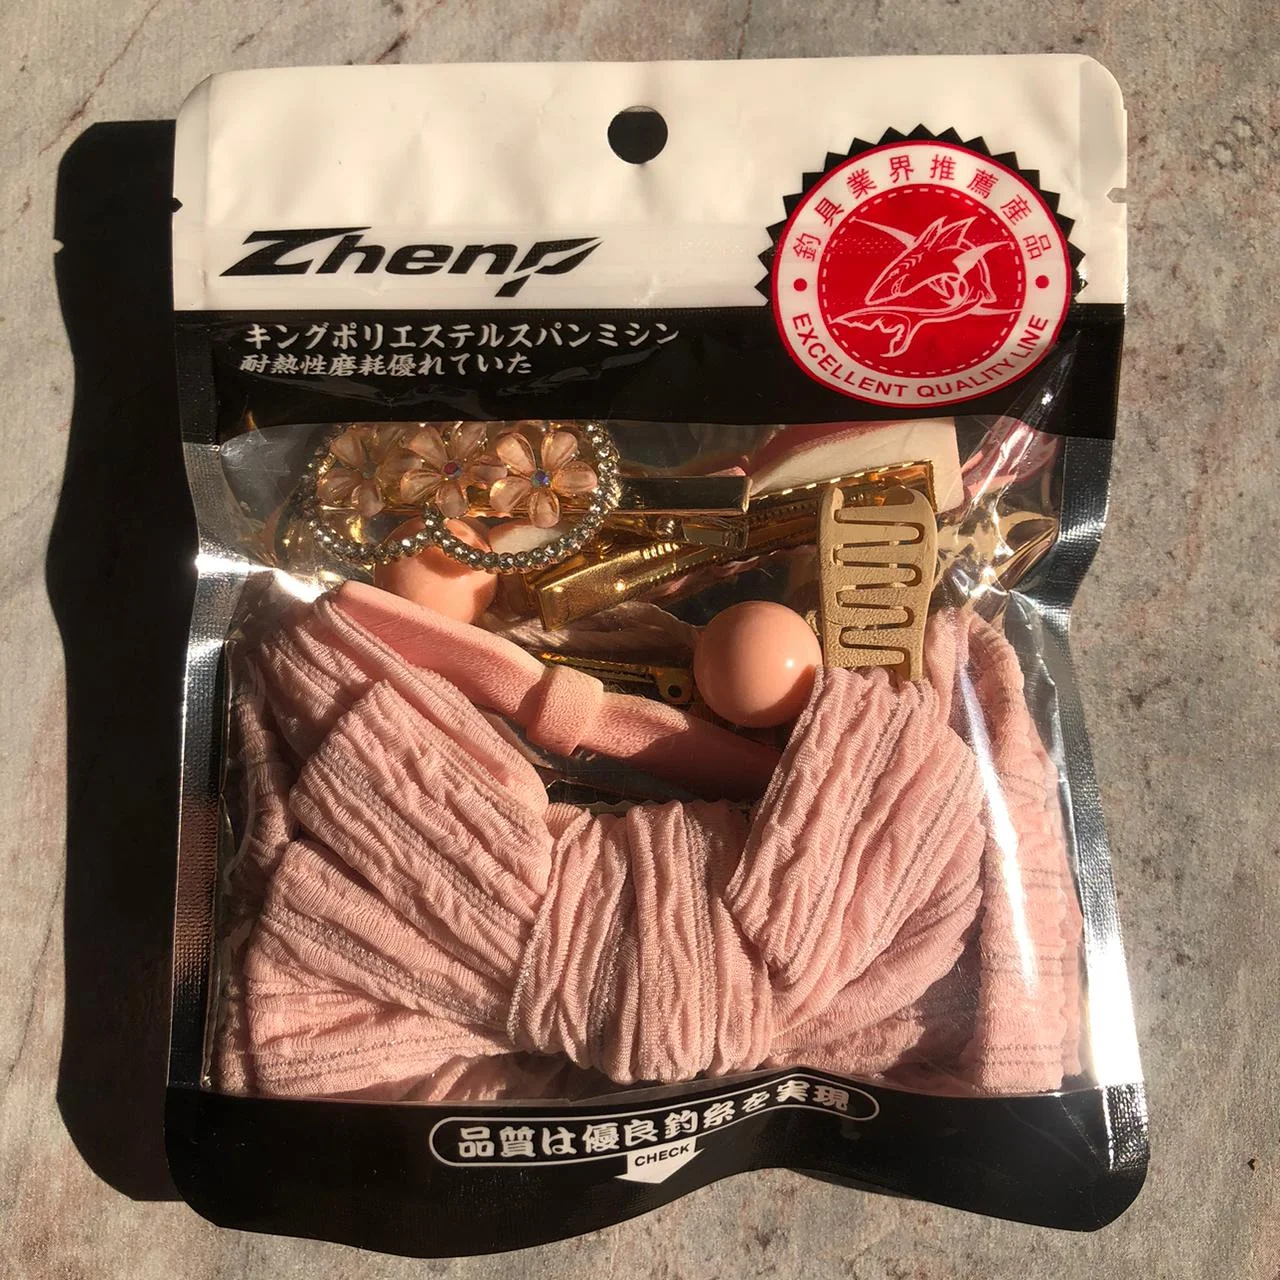 Zhenp
釣具業界推薦産品
EXCELLENT QUALITY LINE
キングポリエステルスパンミシン
耐熱性磨耗優れていた
品質は優良釣糸を実現
CHECK